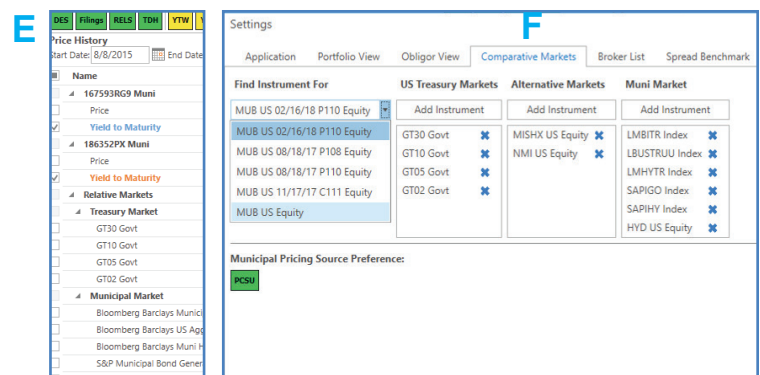 E
DES Filings RELS TDH YTW
Price History
Start Date: 8/8/2015 End Date
Name
167593RG9 Muni
Price
Yield to Maturity
186352PX Muni
Price
Yield to Maturity
Relative Markets
Treasury Market
GT30 Govt
GT10 Govt
GT05 Govt
GT02 Govt
Municipal Market
Bloomberg Barclays Munici
Bloomberg Barclays US Agg
Bloomberg Barclays Muni H
S&P Municipal Bond Gener
F
Settings
Application Portfolio View Obligor View Comparative Markets Broker List Spread Benchmark
Find Instrument For US Treasury Markets Alternative Markets Muni Market
MUB US 02/16/18 P110 Equity Add Instrument Add Instrument Add Instrument
MUB US 02/16/18 P110 Equity GT30 Govt MISHX US Equity LMBITR Index
MUB US 08/18/17 P108 Equity GT10 Govt NMI US Equity LBUSTRUU Index
MUB US 08/18/17 P110 Equity GT05 Govt LMHYTR Index
MUB US 11/17/17 C111 Equity GT02 Govt SAPIGO Index
MUB US Equity SAPIHY Index
HYD US Equity
Municipal Pricing Source Preference:
PCSU